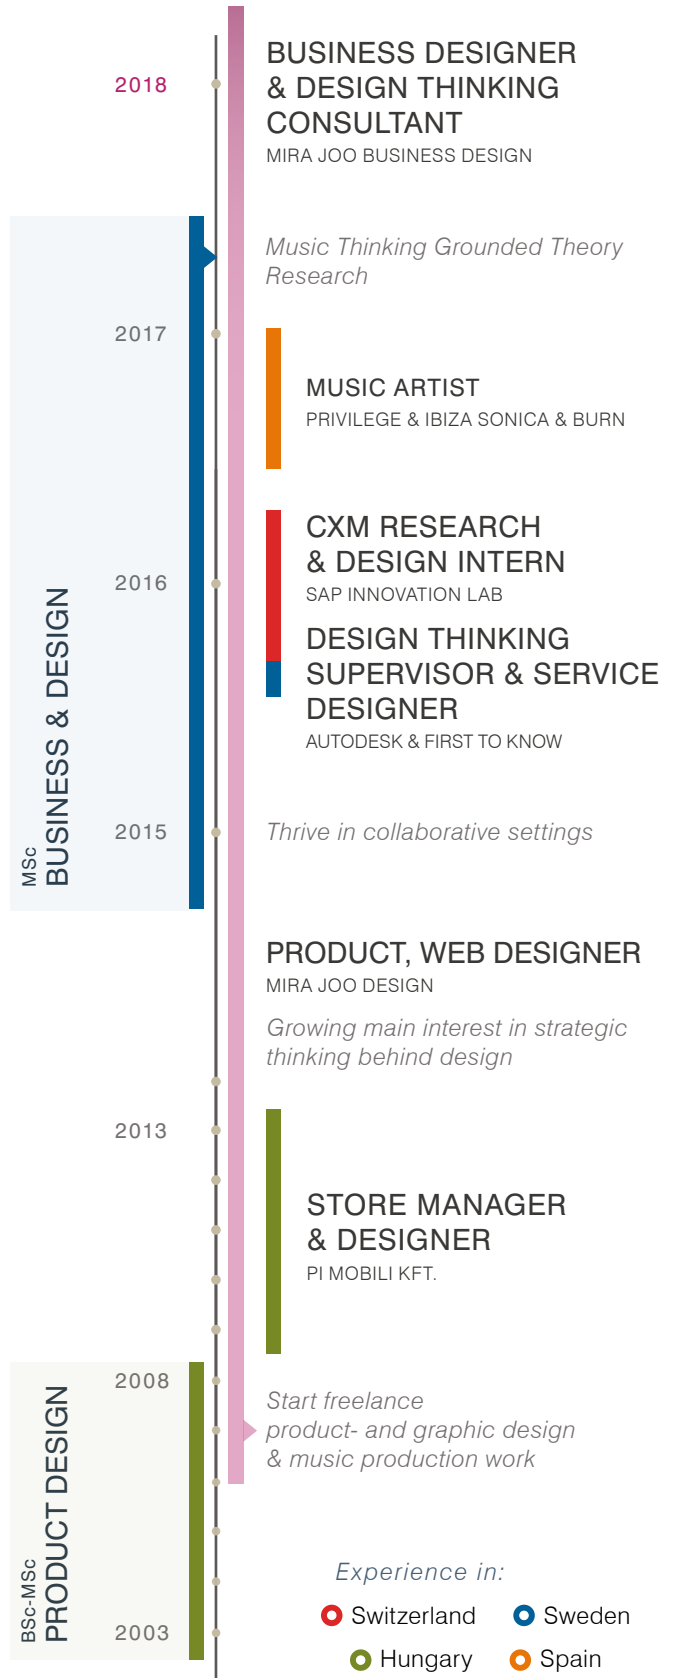 2018
BUSINESS DESIGNER
& DESIGN THINKING
CONSULTANT
MIRA JOO BUSINESS DESIGN
Music Thinking Grounded Theory
Research
2017
MUSIC ARTIST
PRIVILEGE & IBIZA SONICA & BURN
CXM RESEARCH
& DESIGN INTERN
SAP INNOVATION LAB
2016
DESIGN THINKING
SUPERVISOR & SERVICE
DESIGNER
AUTODESK & FIRST TO KNOW
MSc
BUSINESS & DESIGN
2015
Thrive in collaborative settings
PRODUCT, WEB DESIGNER
MIRA JOO DESIGN
Growing main interest in strategic
thinking behind design
2013
STORE MANAGER
& DESIGNER
PI MOBILI KFT.
2008
Start freelance
product- and graphic design
& music production work
BSc-MSc
PRODUCT DESIGN
2003
Experience in:
Switzerland
Sweden
Hungary
Spain